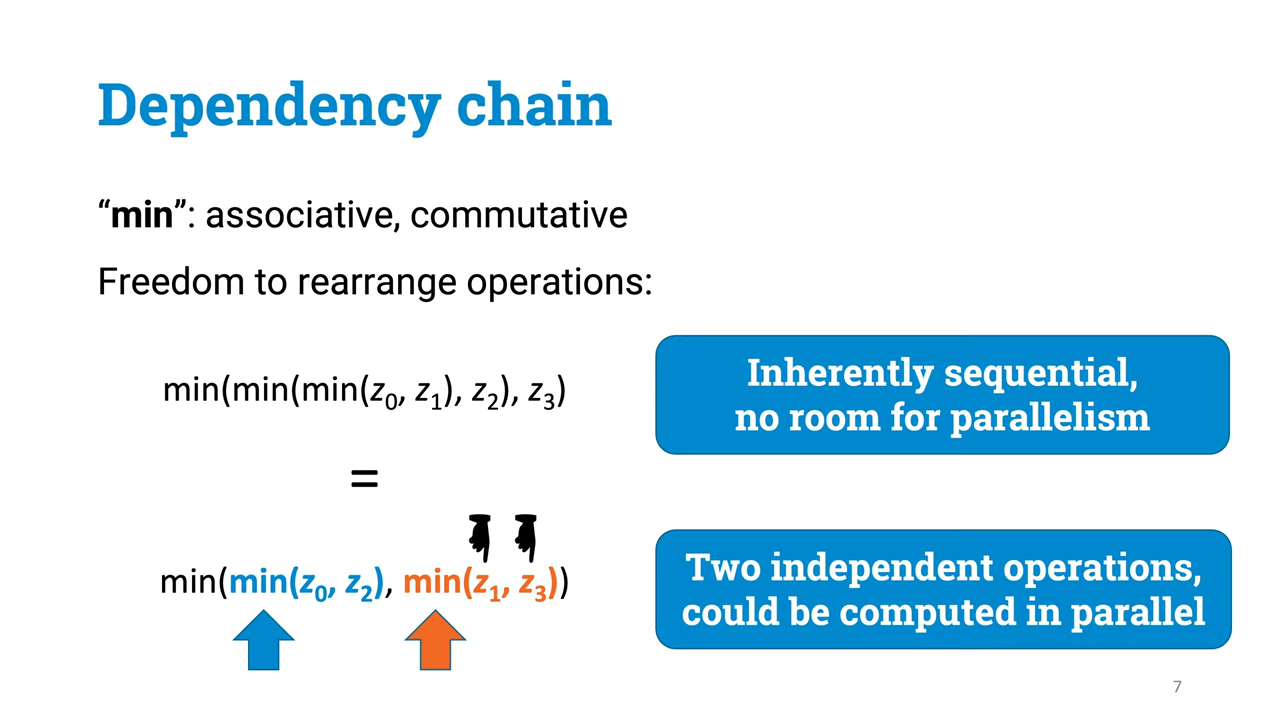 Dependency chain
“min”: associative, commutative
Freedom to rearrange operations:
min(min(min(z₀, z₁), z₂), z₃)
Inherently sequential,
no room for parallelism
=
min(min(z₀, z₂), min(z₁, z₃))
Two independent operations,
could be computed in parallel
7